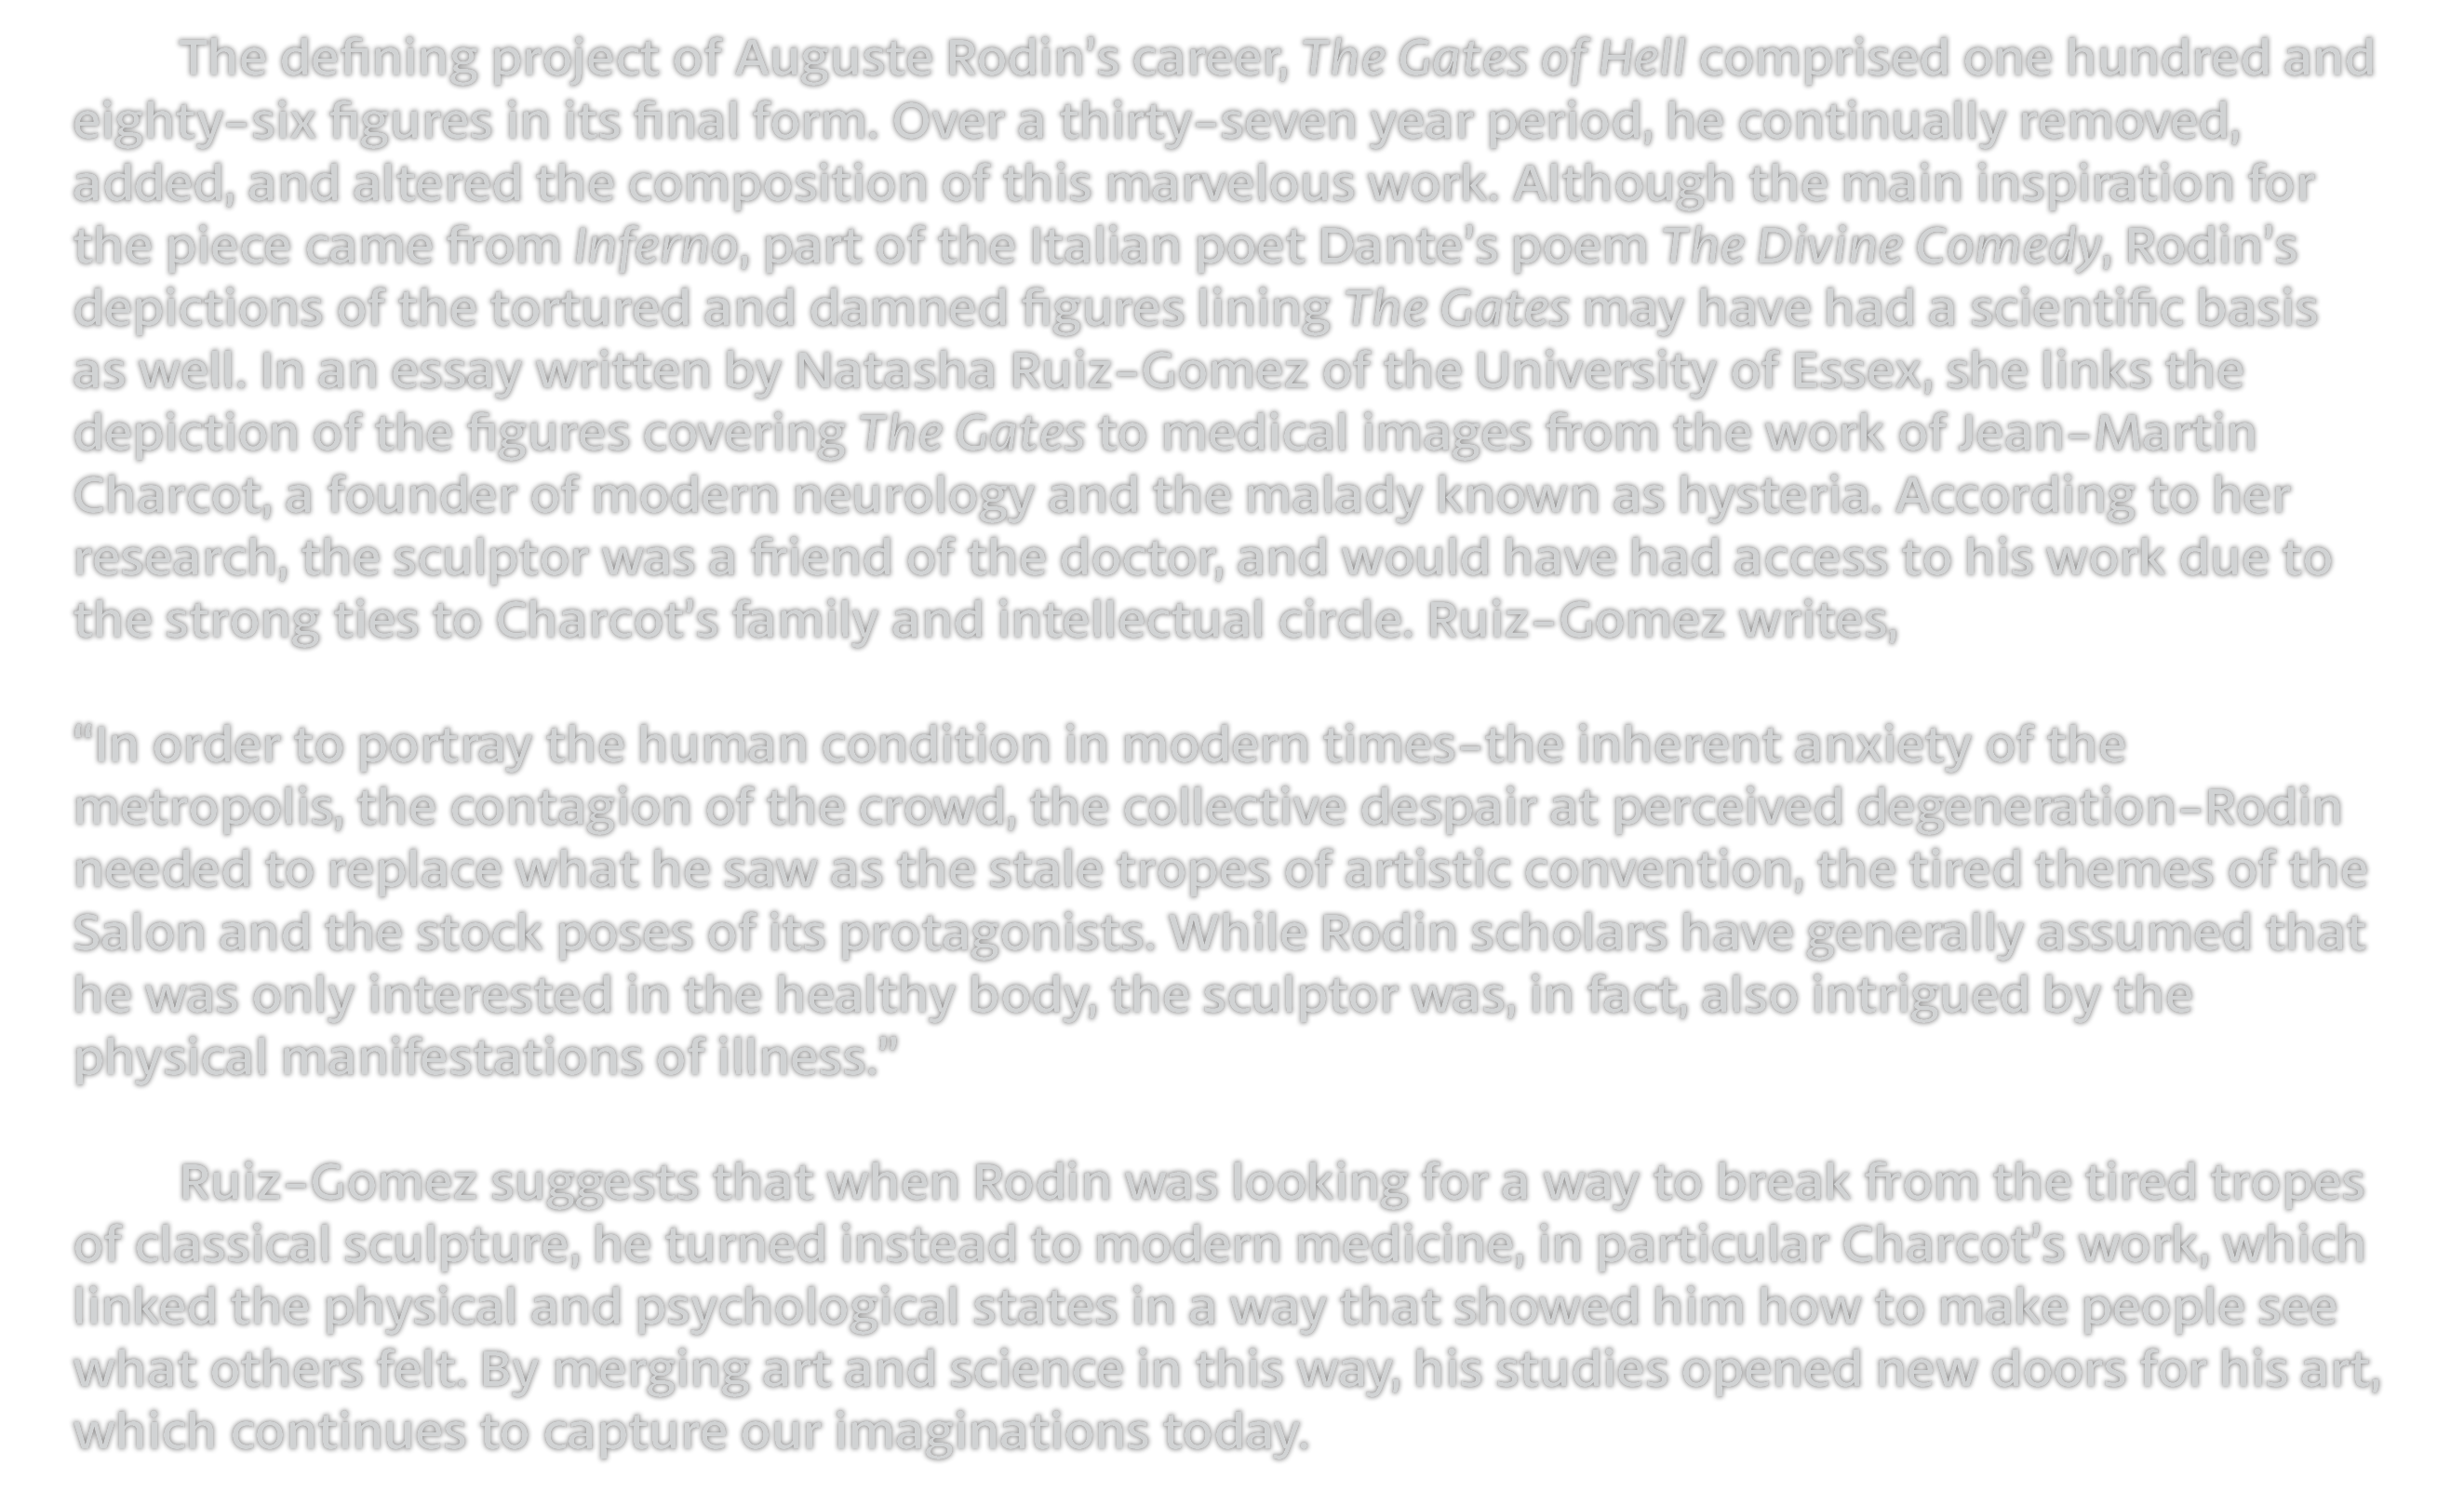 The defining project of Auguste Rodin’s career, The Gates of Hell comprised one hundred and
eighty-six figures in its final form. Over a thirty-seven year period, he continually removed,
added, and altered the composition of this marvelous work. Although the main inspiration for
the piece came from Inferno, part of the Italian poet Dante’s poem The Divine Comedy, Rodin’s
depictions of the tortured and damned figures lining The Gates may have had a scientific basis
as well. In an essay written by Natasha Ruiz-Gomez of the University of Essex, she links the
depiction of the figures covering The Gates to medical images from the work of Jean-Martin
Charcot, a founder of modern neurology and the malady known as hysteria. According to her
research, the sculptor was a friend of the doctor, and would have had access to his work due to
the strong ties to Charcot’s family and intellectual circle. Ruiz-Gomez writes,
“In order to portray the human condition in modern times-the inherent anxiety of the
metropolis, the contagion of the crowd, the collective despair at perceived degeneration-Rodin
needed to replace what he saw as the stale tropes of artistic convention, the tired themes of the
Salon and the stock poses of its protagonists. While Rodin scholars have generally assumed that
he was only interested in the healthy body, the sculptor was, in fact, also intrigued by the
physical manifestations of illness.”
Ruiz-Gomez suggests that when Rodin was looking for a way to break from the tired tropes
of classical sculpture, he turned instead to modern medicine, in particular Charcot’s work, which
linked the physical and psychological states in a way that showed him how to make people see
what others felt. By merging art and science in this way, his studies opened new doors for his art,
which continues to capture our imaginations today.